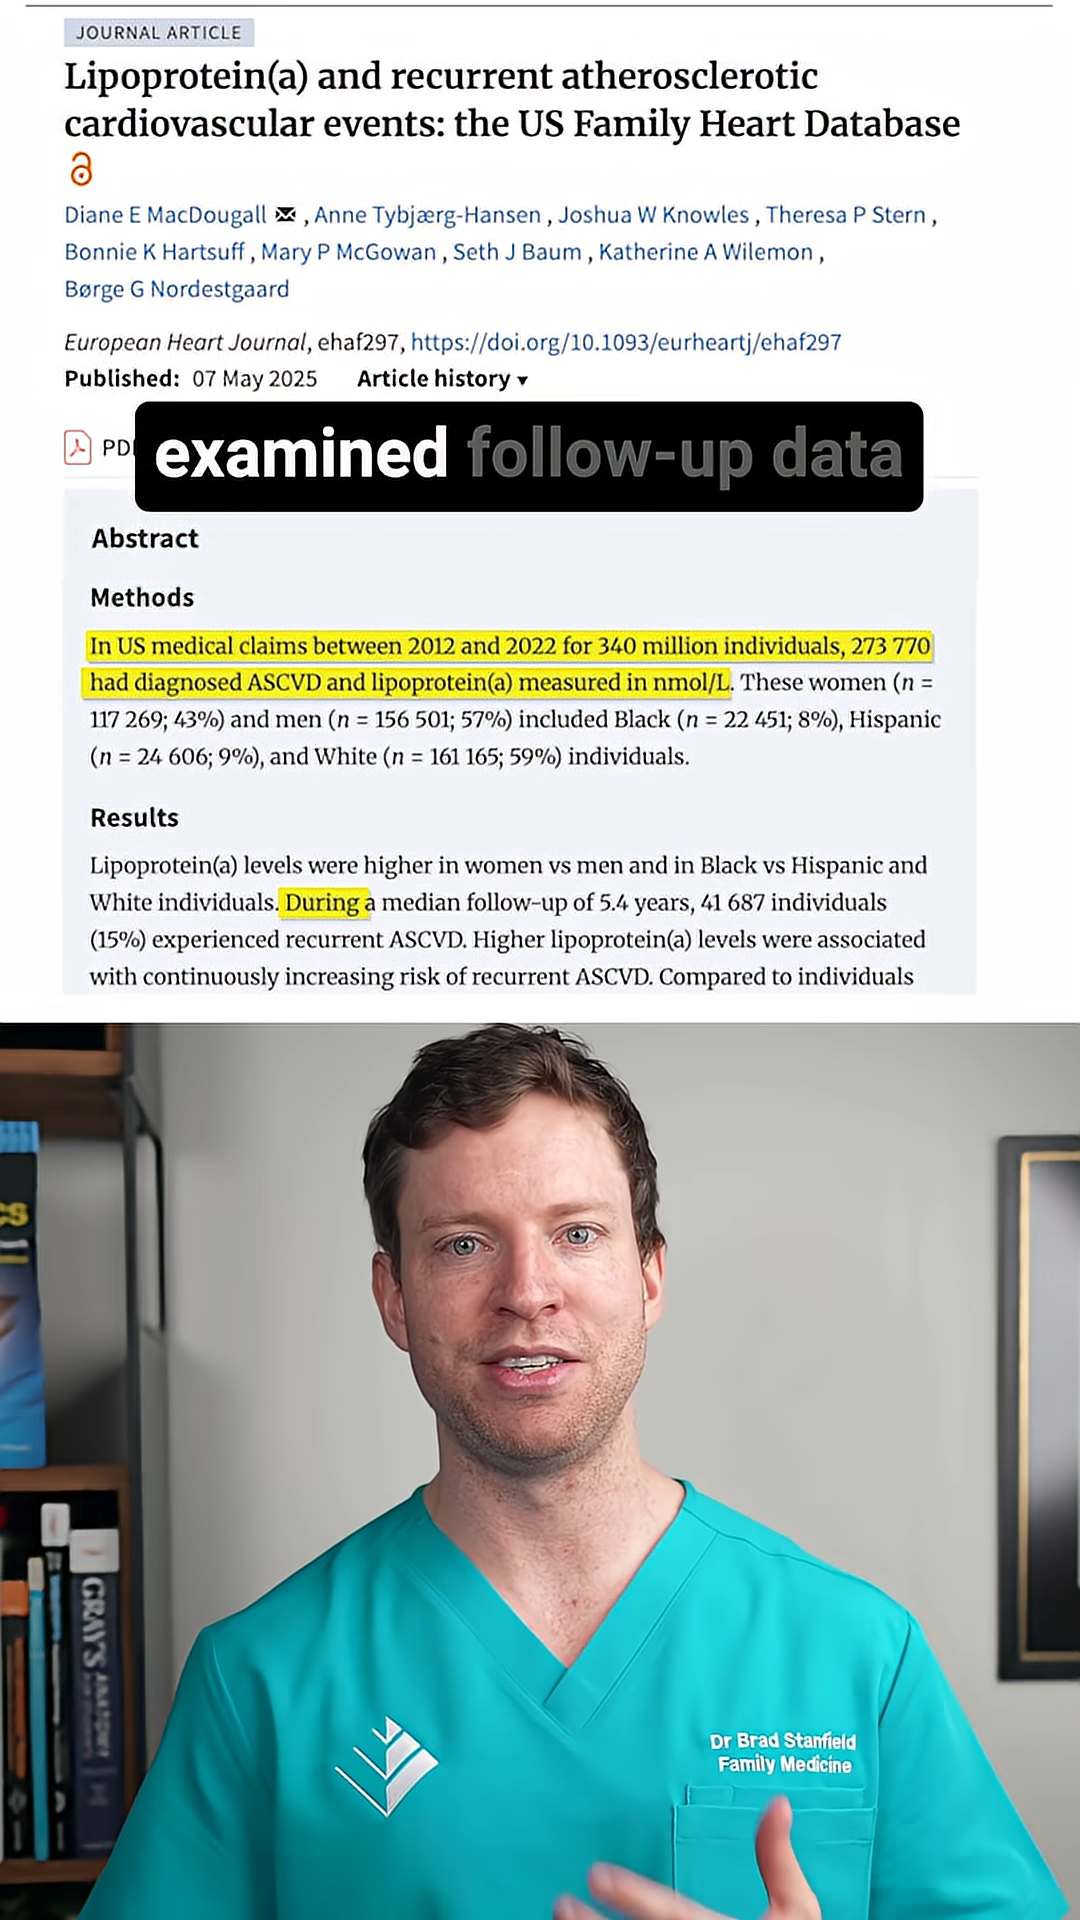 JOURNAL ARTICLE
Lipoprotein(a) and recurrent atherosclerotic
cardiovascular events: the US Family Heart Database
Diane E MacDougall , Anne Tybjærg-Hansen , Joshua W Knowles , Theresa P Stern ,
Bonnie K Hartsuff , Mary P McGowan , Seth J Baum , Katherine A Wilemon ,
Børge G Nordestgaard
European Heart Journal, ehaf297, https://doi.org/10.1093/eurheartj/ehaf297
Published: 07 May 2025 Article history ▾
PD
examined follow-up data
Abstract
Methods
In US medical claims between 2012 and 2022 for 340 million individuals, 273 770
had diagnosed ASCVD and lipoprotein(a) measured in nmol/L. These women (n =
117 269; 43%) and men (n = 156 501; 57%) included Black (n = 22 451; 8%), Hispanic
(n = 24 606; 9%), and White (n = 161 165; 59%) individuals.
Results
Lipoprotein(a) levels were higher in women vs men and in Black vs Hispanic and
White individuals. During a median follow-up of 5.4 years, 41 687 individuals
(15%) experienced recurrent ASCVD. Higher lipoprotein(a) levels were associated
with continuously increasing risk of recurrent ASCVD. Compared to individuals
CS
GRAY'S ANATOMY
Dr Brad Stanfield
Family Medicine